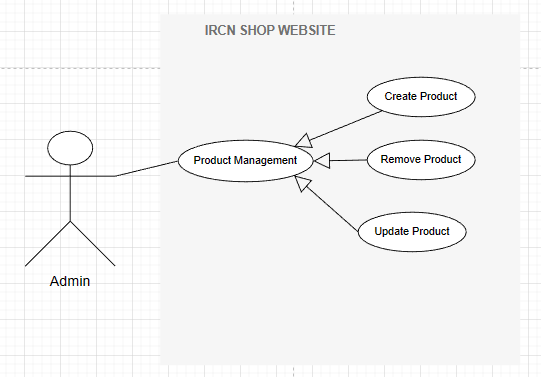 IRCN SHOP WEBSITE
Create Product
Product Management
Remove Product
Update Product
Admin